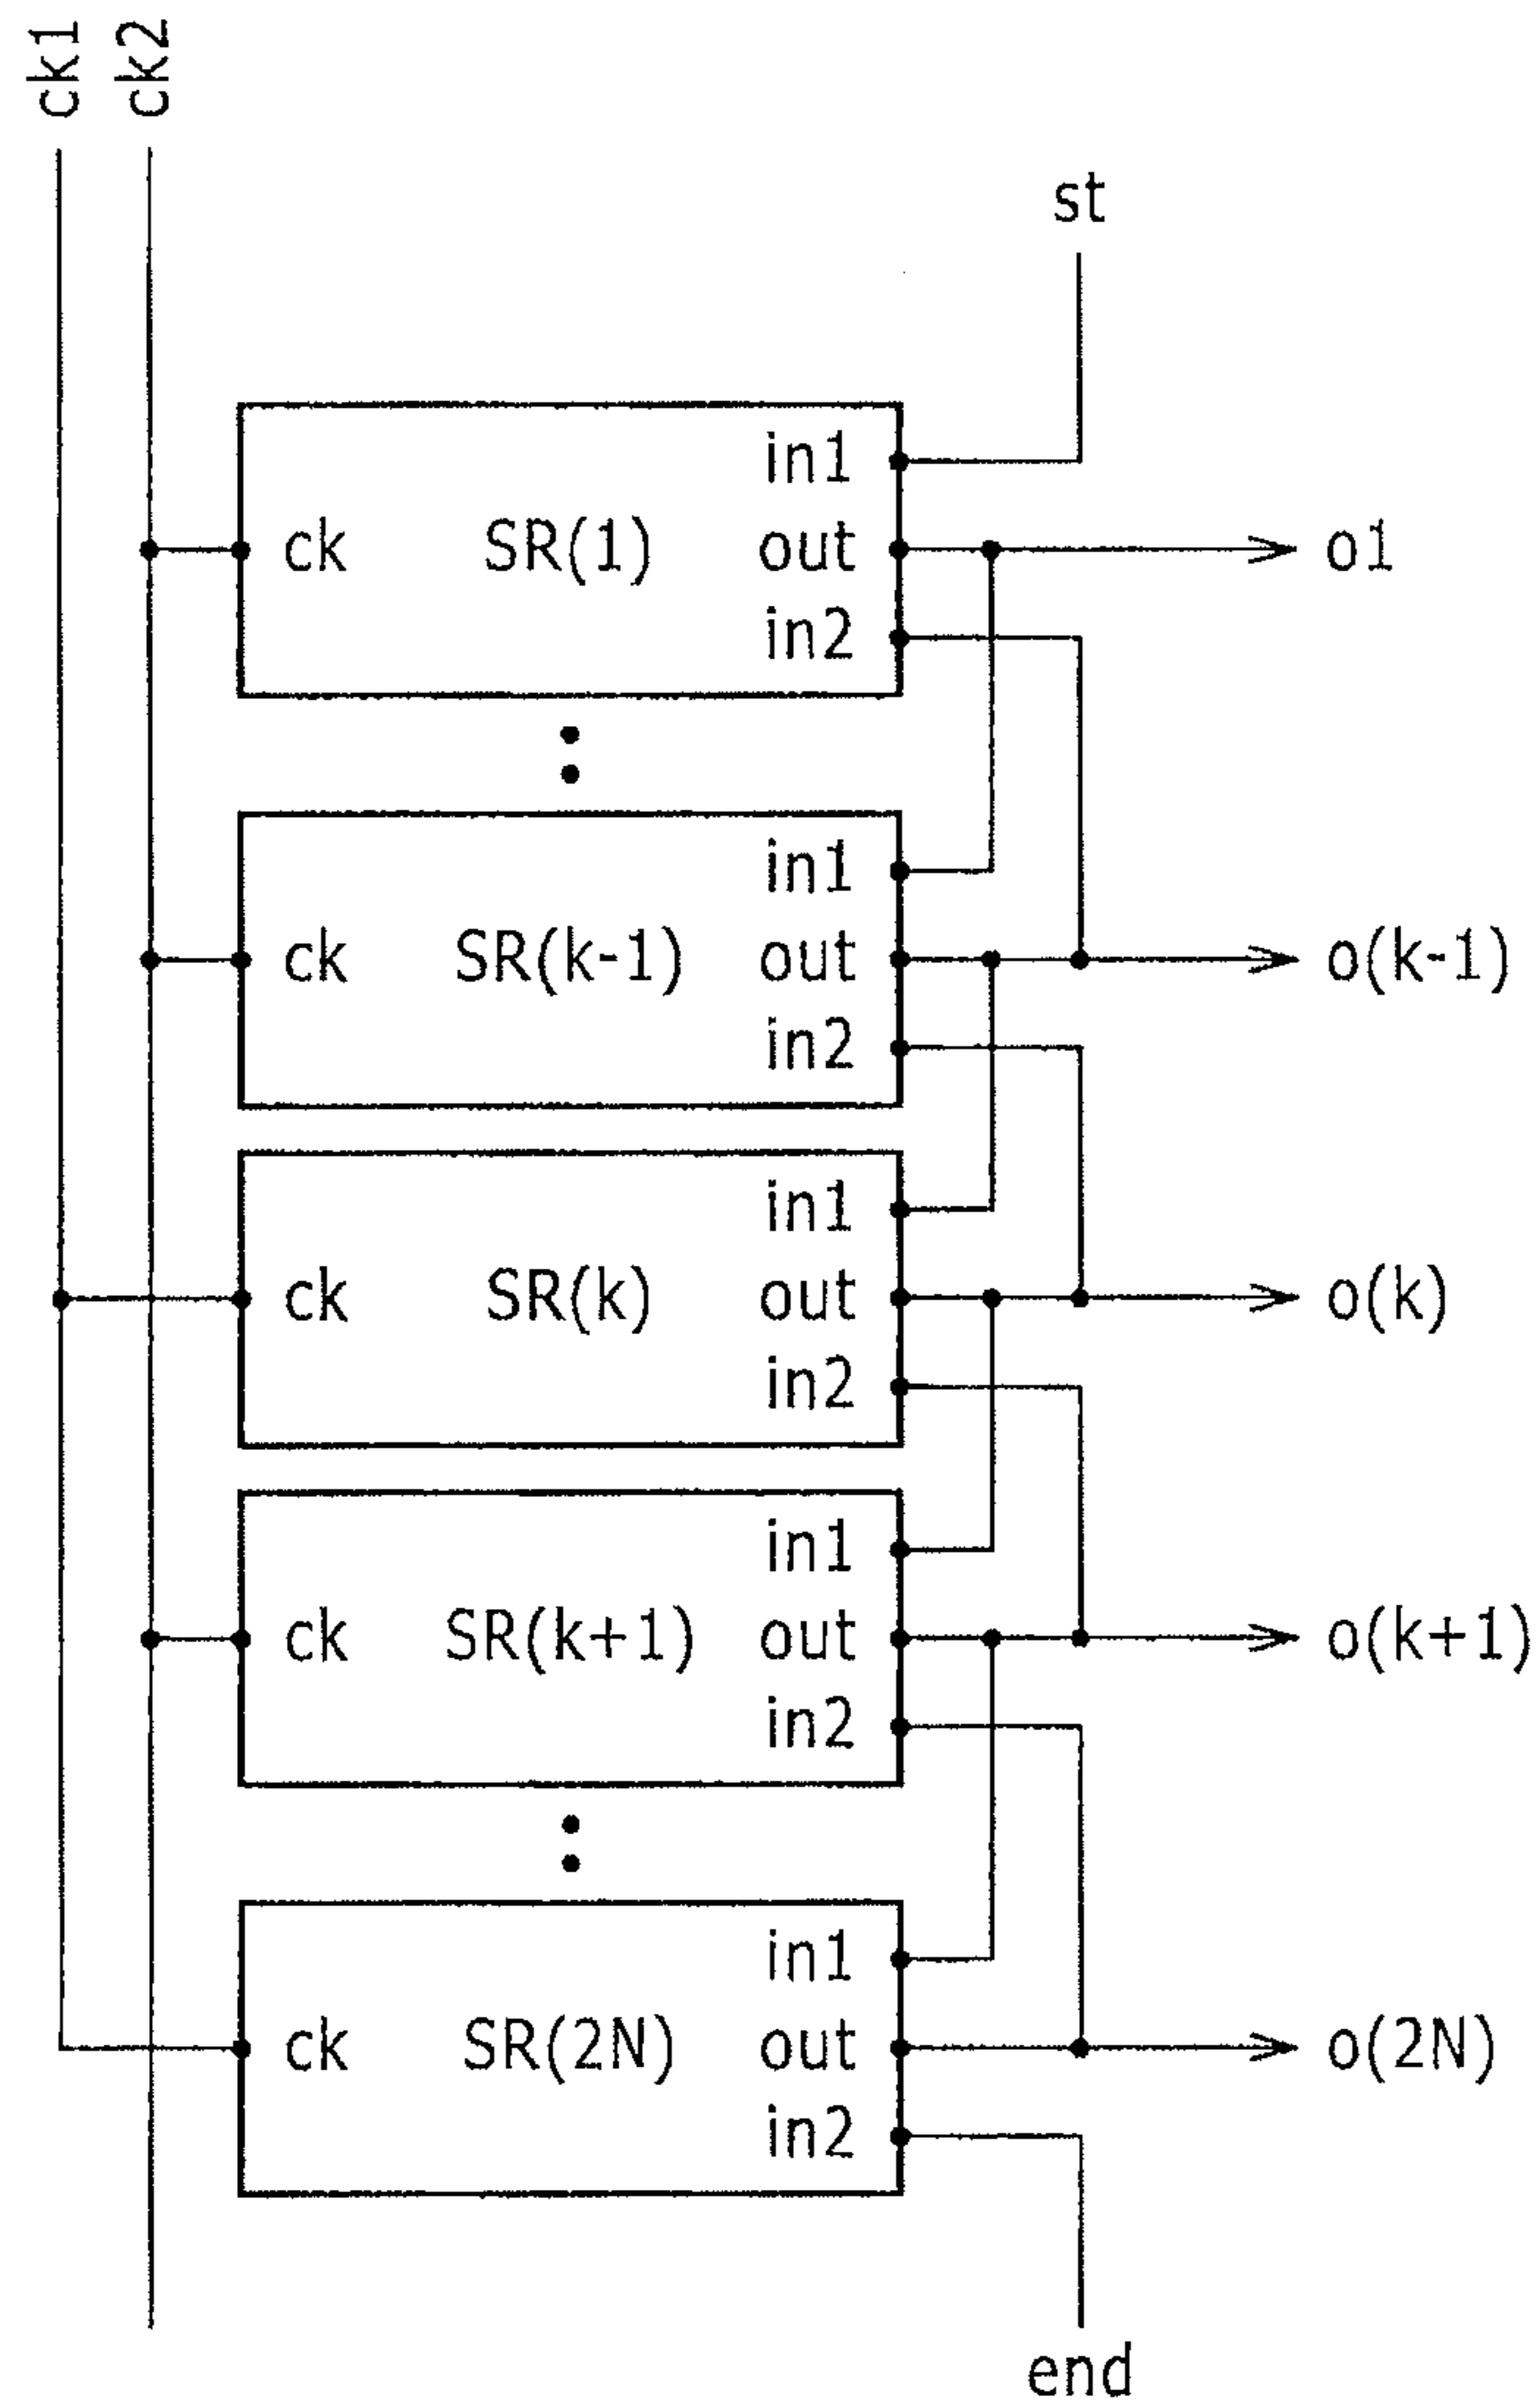 ck1
ck2
st
in1
ck SR(1) out o1
in2
in1
ck SR(k-1) out o(k-1)
in2
in1
ck SR(k) out o(k)
in2
in1
ck SR(k+1) out o(k+1)
in2
in1
ck SR(2N) out o(2N)
in2
end